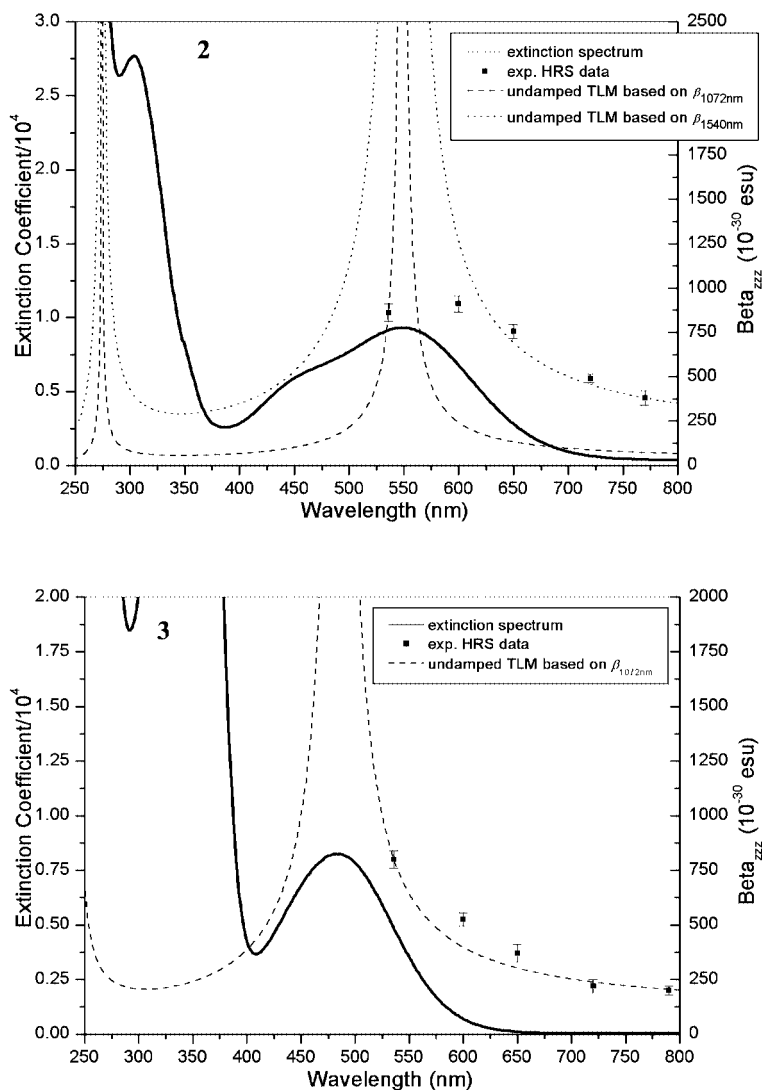 2
extinction spectrum
exp. HRS data
undamped TLM based on β1072nm
undamped TLM based on β1540nm
Extinction Coefficient/10^4
3.0
2.5
2.0
1.5
1.0
0.5
0.0
2500
1750
1500
1250
1000
750
500
250
0
Beta_zzz (10^-30 esu)
250 300 350 400 450 500 550 600 650 700 750 800
Wavelength (nm)
3
extinction spectrum
exp. HRS data
undamped TLM based on β1072nm
Extinction Coefficient/10^4
2.00
1.75
1.50
1.25
1.00
0.75
0.50
0.25
0.00
2000
1750
1500
1250
1000
750
500
250
0
Beta_zzz (10^-30 esu)
250 300 350 400 450 500 550 600 650 700 750 800
Wavelength (nm)